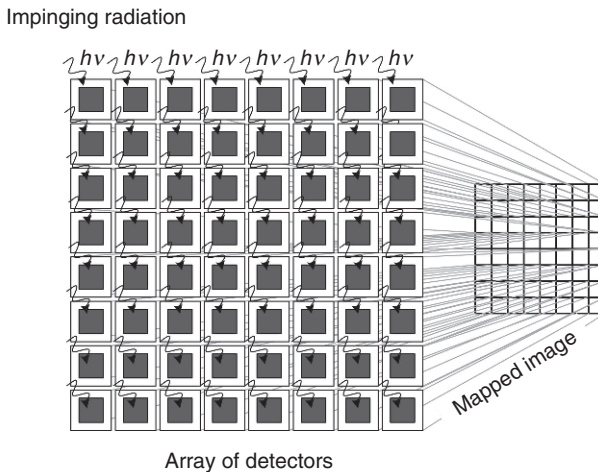 Impinging radiation
hν hν hν hν hν hν hν hν
Mapped image
Array of detectors